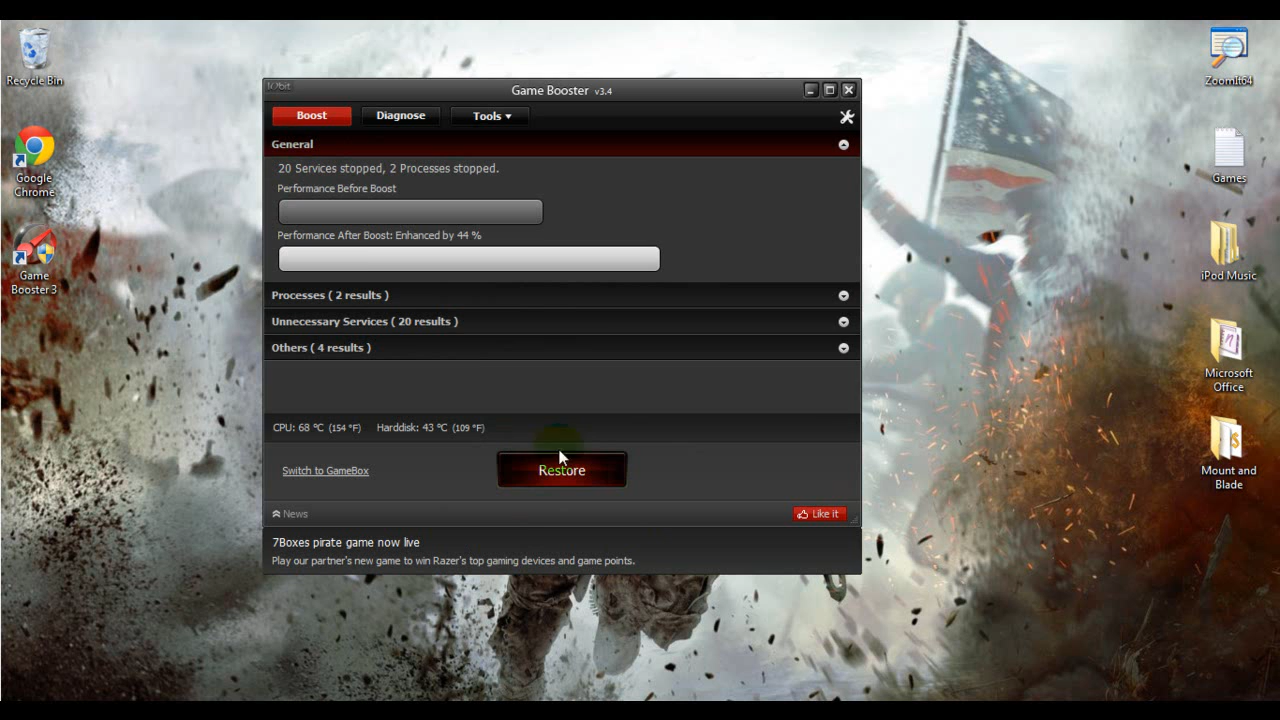 Recycle Bin
Google
Chrome
Game
Booster 3
IObit
Game Booster v3.4
Boost
Diagnose
Tools
General
20 Services stopped, 2 Processes stopped.
Performance Before Boost
Performance After Boost: Enhanced by 44 %
Processes ( 2 results )
Unnecessary Services ( 20 results )
Others ( 4 results )
CPU: 68 °C (154 °F) Harddisk: 43 °C (109 °F)
Switch to GameBox
Restore
News
Like it
7Boxes pirate game now live
Play our partner's new game to win Razer's top gaming devices and game points.
ZoomIt64
Games
iPod Music
Microsoft
Office
Mount and
Blade